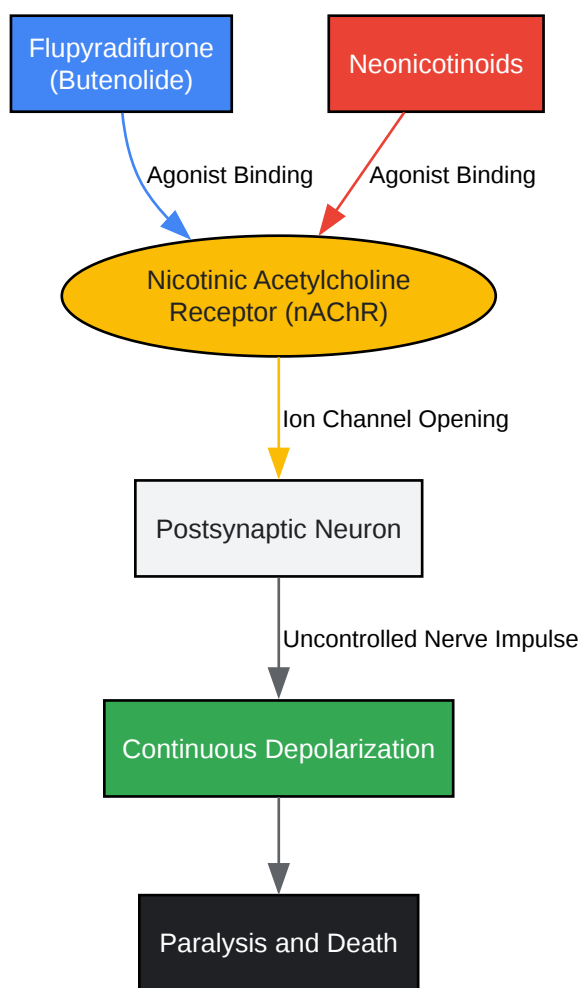 Flupyradifurone
(Butenolide)
Neonicotinoids
Agonist Binding
Agonist Binding
Nicotinic Acetylcholine
Receptor (nAChR)
Ion Channel Opening
Postsynaptic Neuron
Uncontrolled Nerve Impulse
Continuous Depolarization
Paralysis and Death